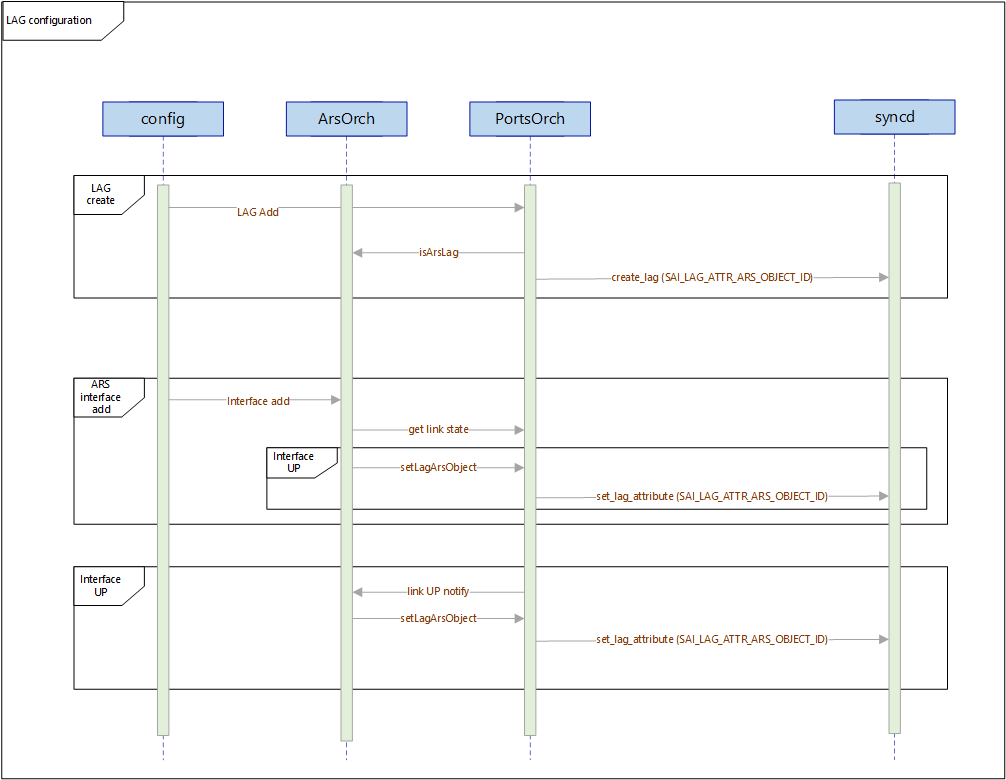 LAG configuration
config
ArsOrch
PortsOrch
syncd
LAG
create
LAG Add
isArsLag
create_lag (SAI_LAG_ATTR_ARS_OBJECT_ID)
ARS
interface
add
Interface add
get link state
Interface
UP
setLagArsObject
set_lag_attribute (SAI_LAG_ATTR_ARS_OBJECT_ID)
Interface
UP
link UP notify
setLagArsObject
set_lag_attribute (SAI_LAG_ATTR_ARS_OBJECT_ID)